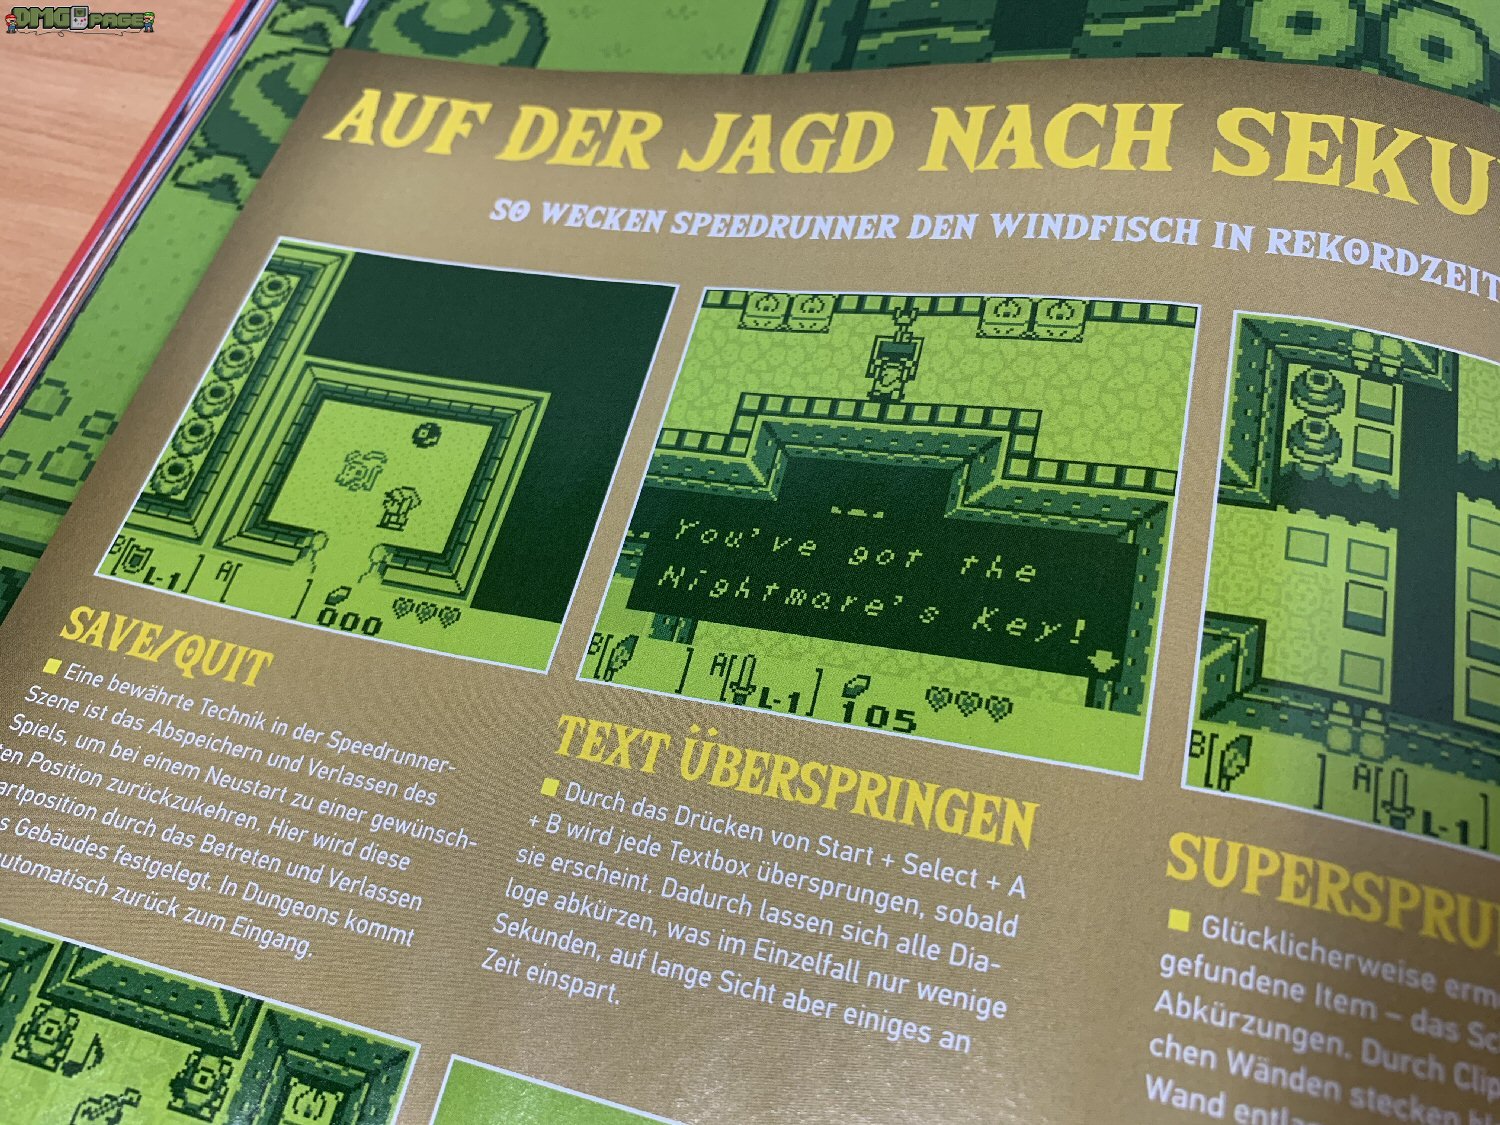 DMG PAGE
AUF DER JAGD NACH SEKU
SO WECKEN SPEEDRUNNER DEN WINDFISCH IN REKORDZEIT
B[ L-1 ] A[ ] 000
You've got the
Nightmare's Key!
B[ ] A[ L-1 ] 105
B[ ] A[ L-1 ]
SAVE/QUIT
■ Eine bewährte Technik in der Speedrunner-
Szene ist das Abspeichern und Verlassen des
Spiels, um bei einem Neustart zu einer gewünsch-
ten Position zurückzukehren. Hier wird diese
artposition durch das Betreten und Verlassen
s Gebäudes festgelegt. In Dungeons kommt
utomatisch zurück zum Eingang.
TEXT ÜBERSPRINGEN
■ Durch das Drücken von Start + Select + A
+ B wird jede Textbox übersprungen, sobald
sie erscheint. Dadurch lassen sich alle Dia-
loge abkürzen, was im Einzelfall nur wenige
Sekunden, auf lange Sicht aber einiges an
Zeit einspart.
SUPERSPRU
■ Glücklicherweise erm
gefundene Item – das Sc
Abkürzungen. Durch Clip
chen Wänden stecken
Wand entla